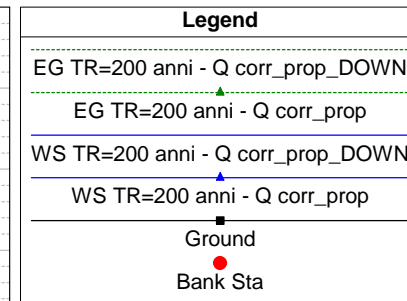 Legend
EG TR=200 anni - Q corr_prop_DOWN
EG TR=200 anni - Q corr_prop
WS TR=200 anni - Q corr_prop_DOWN
WS TR=200 anni - Q corr_prop
Ground
Bank Sta